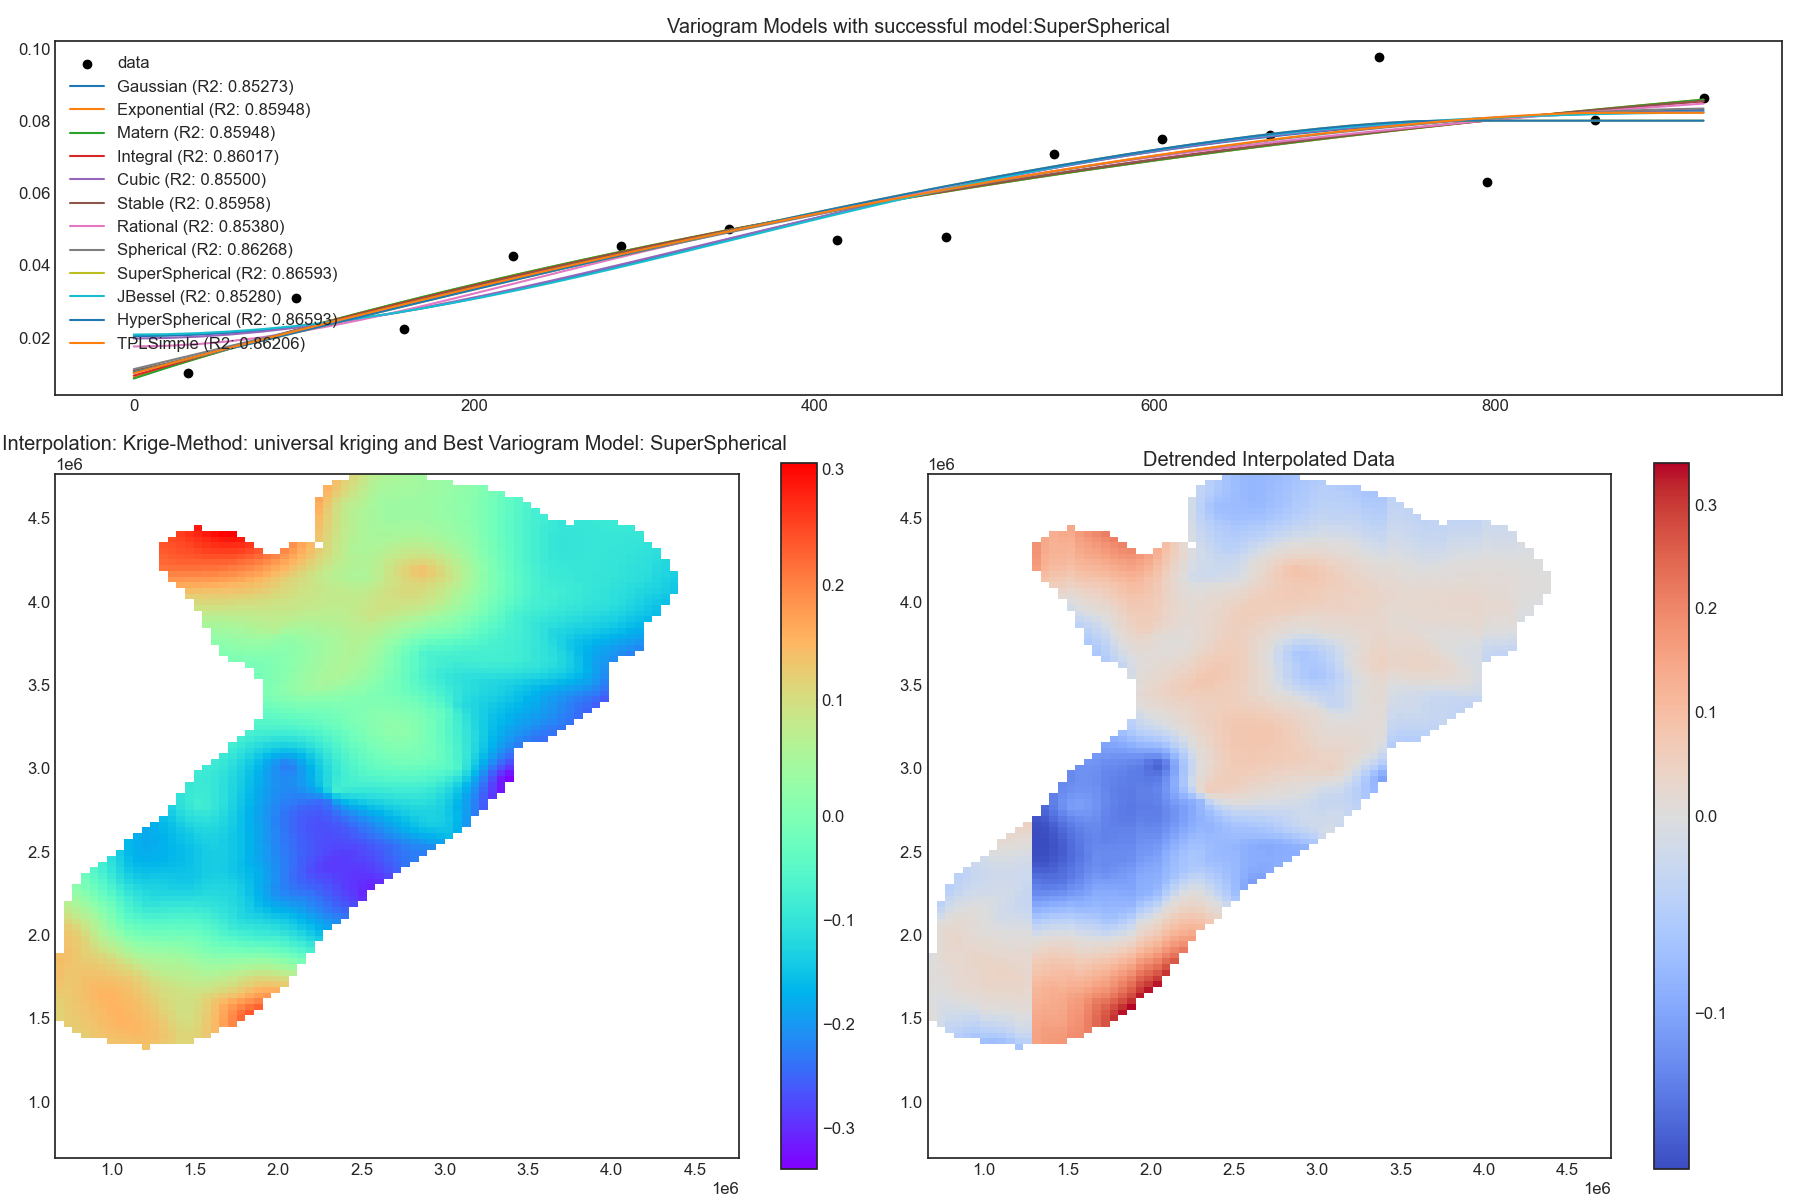 Variogram Models with successful model:SuperSpherical
0.10
0.08
0.06
0.04
0.02
data
Gaussian (R2: 0.85273)
Exponential (R2: 0.85948)
Matern (R2: 0.85948)
Integral (R2: 0.86017)
Cubic (R2: 0.85500)
Stable (R2: 0.85958)
Rational (R2: 0.85380)
Spherical (R2: 0.86268)
SuperSpherical (R2: 0.86593)
JBessel (R2: 0.85280)
HyperSpherical (R2: 0.86593)
TPLSimple (R2: 0.86206)
0 200 400 600 800
Interpolation: Krige-Method: universal kriging and Best Variogram Model: SuperSpherical
1e6
4.5
4.0
3.5
3.0
2.5
2.0
1.5
1.0
1.0 1.5 2.0 2.5 3.0 3.5 4.0 4.5
1e6
0.3
0.2
0.1
0.0
−0.1
−0.2
−0.3
Detrended Interpolated Data
1e6
4.5
4.0
3.5
3.0
2.5
2.0
1.5
1.0
1.0 1.5 2.0 2.5 3.0 3.5 4.0 4.5
1e6
0.3
0.2
0.1
0.0
−0.1